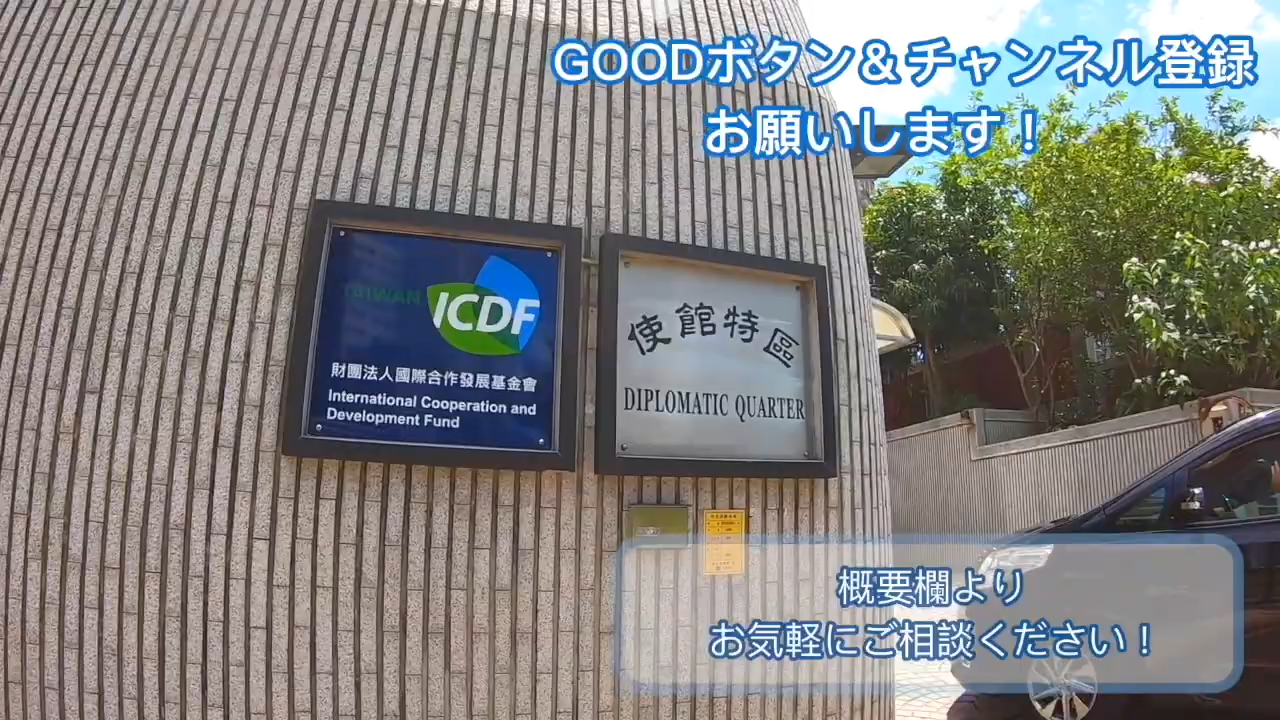 GOODボタン＆チャンネル登録
お願いします！
TAIWAN
ICDF
財團法人國際合作發展基金會
International Cooperation and
Development Fund
使館特區
DIPLOMATIC QUARTER
概要欄より
お気軽にご相談ください！